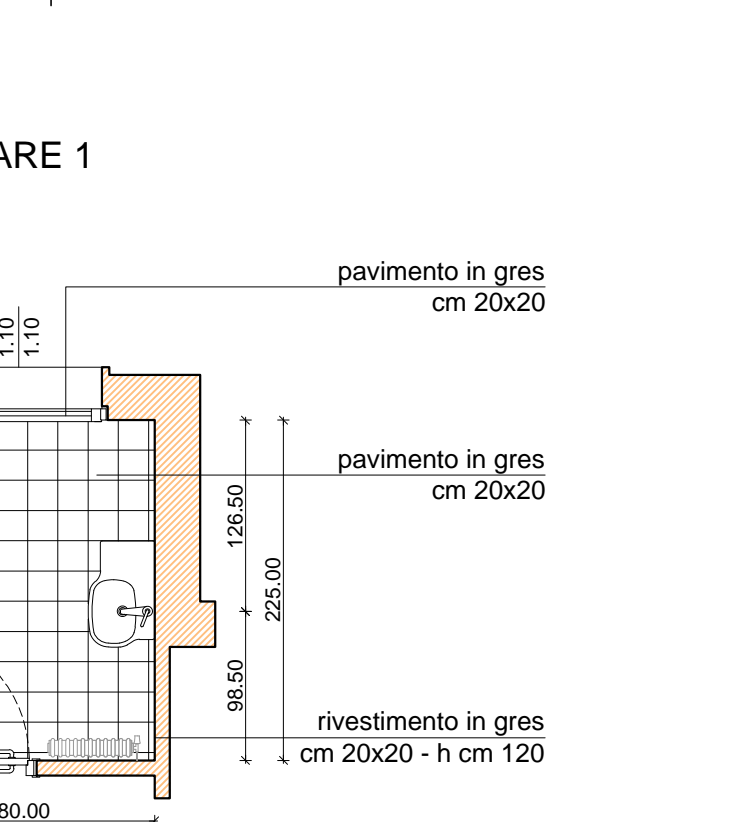 ARE 1
pavimento in gres
cm 20x20
1.10
1.10
pavimento in gres
cm 20x20
126.50
225.00
98.50
rivestimento in gres
cm 20x20 - h cm 120
80.00